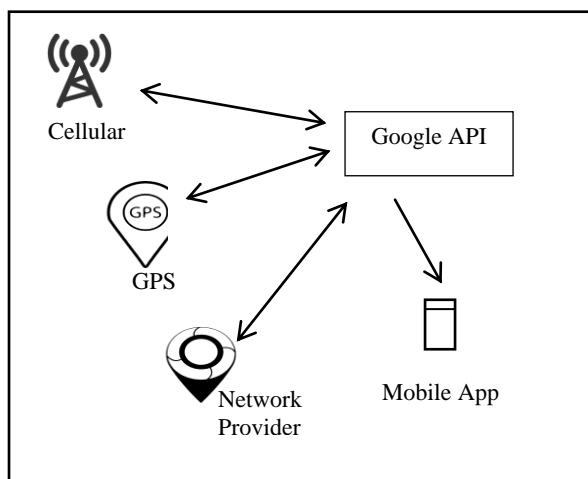 Cellular
Google API
GPS
GPS
Network
Provider
Mobile App